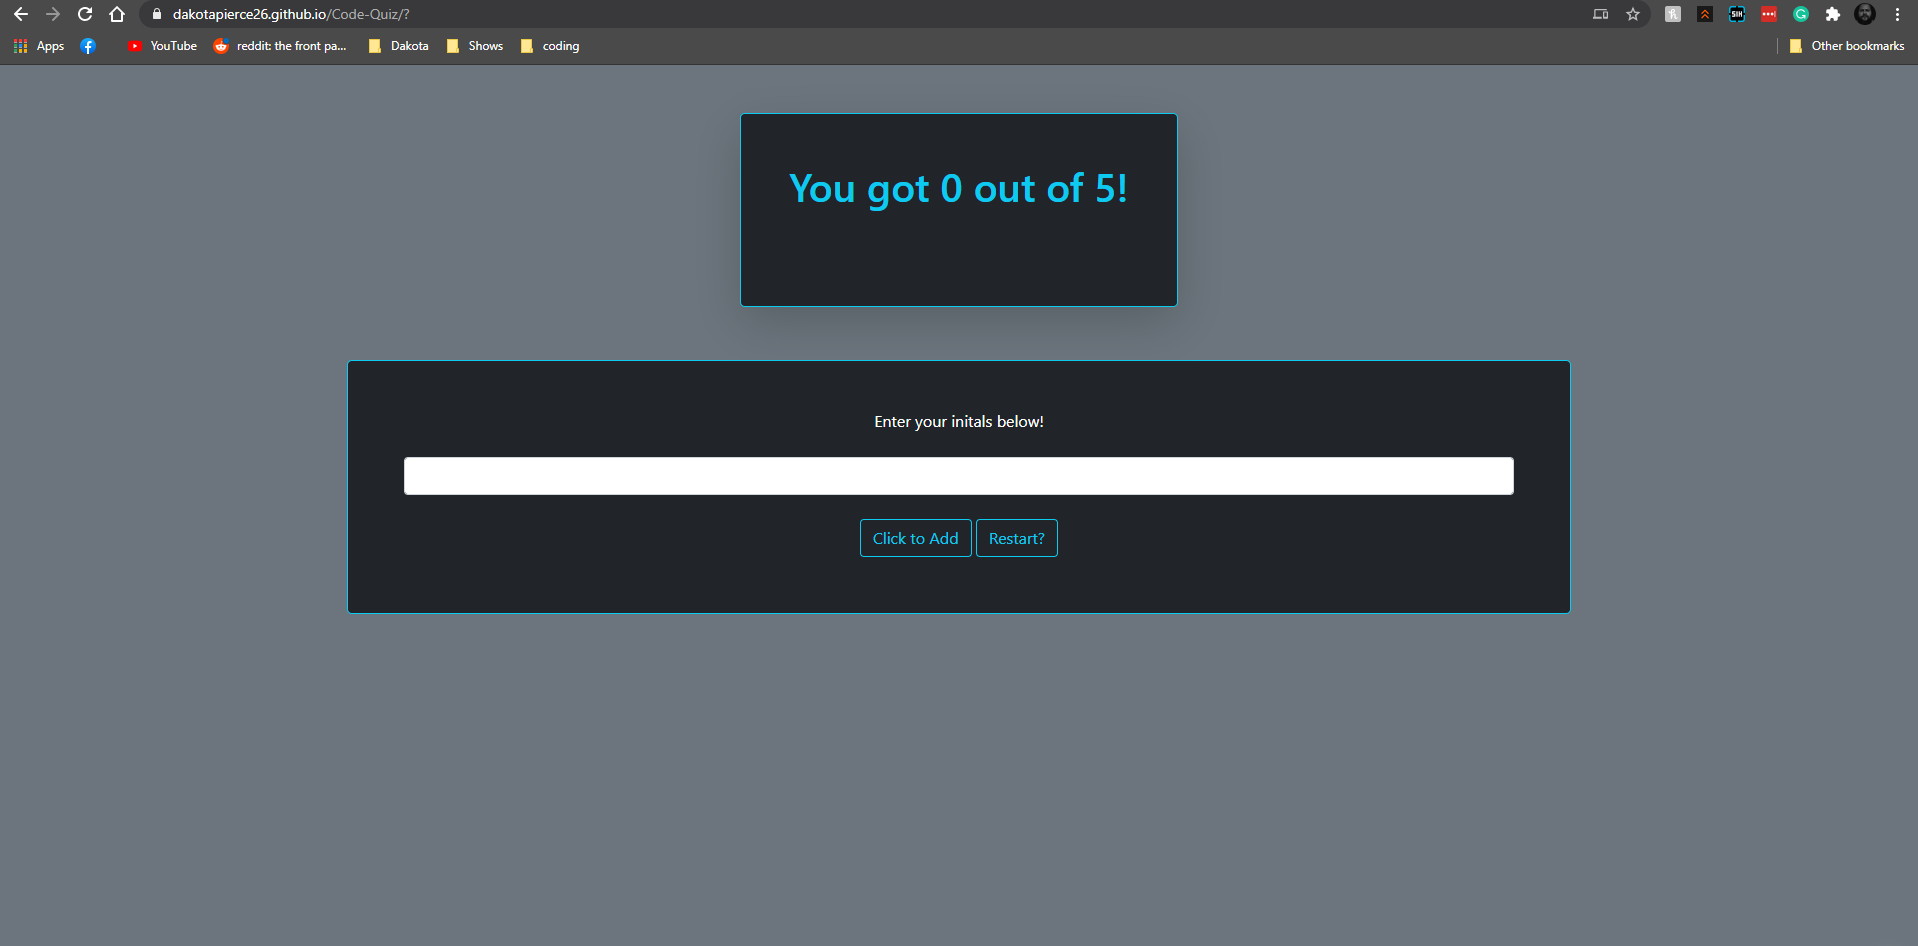 dakotapierce26.github.io/Code-Quiz/?
Apps YouTube reddit: the front pa... Dakota Shows coding Other bookmarks
You got 0 out of 5!
Enter your initals below!
Click to Add Restart?